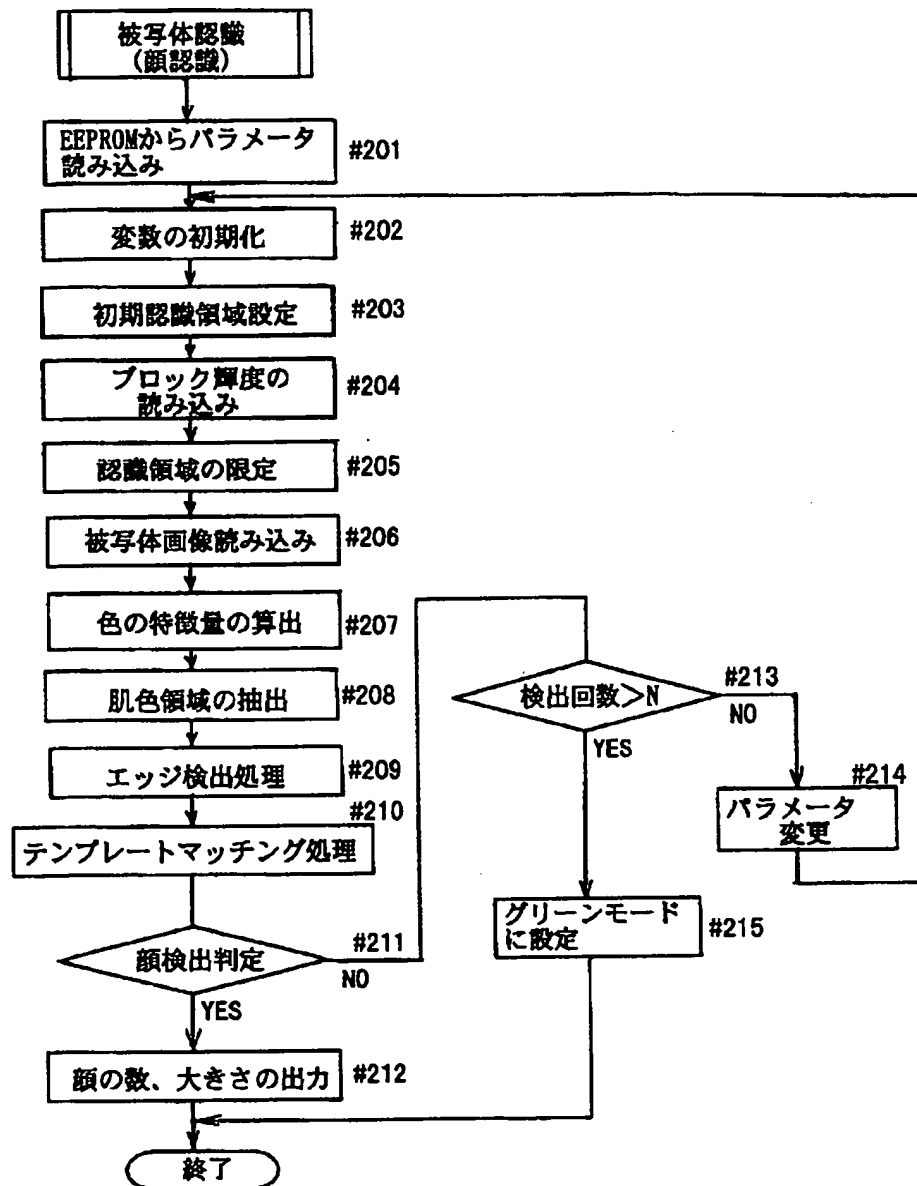 被写体認識
(顔認識)
EEPROMからパラメータ
読み込み
#201
変数の初期化
#202
初期認識領域設定
#203
ブロック輝度の
読み込み
#204
認識領域の限定
#205
被写体画像読み込み
#206
色の特徴量の算出
#207
肌色領域の抽出
#208
エッジ検出処理
#209
#210
テンプレートマッチング処理
顔検出判定
#211
NO
YES
顔の数、大きさの出力
#212
終了
検出回数>N
#213
NO
YES
#214
パラメータ
変更
グリーンモード
に設定
#215